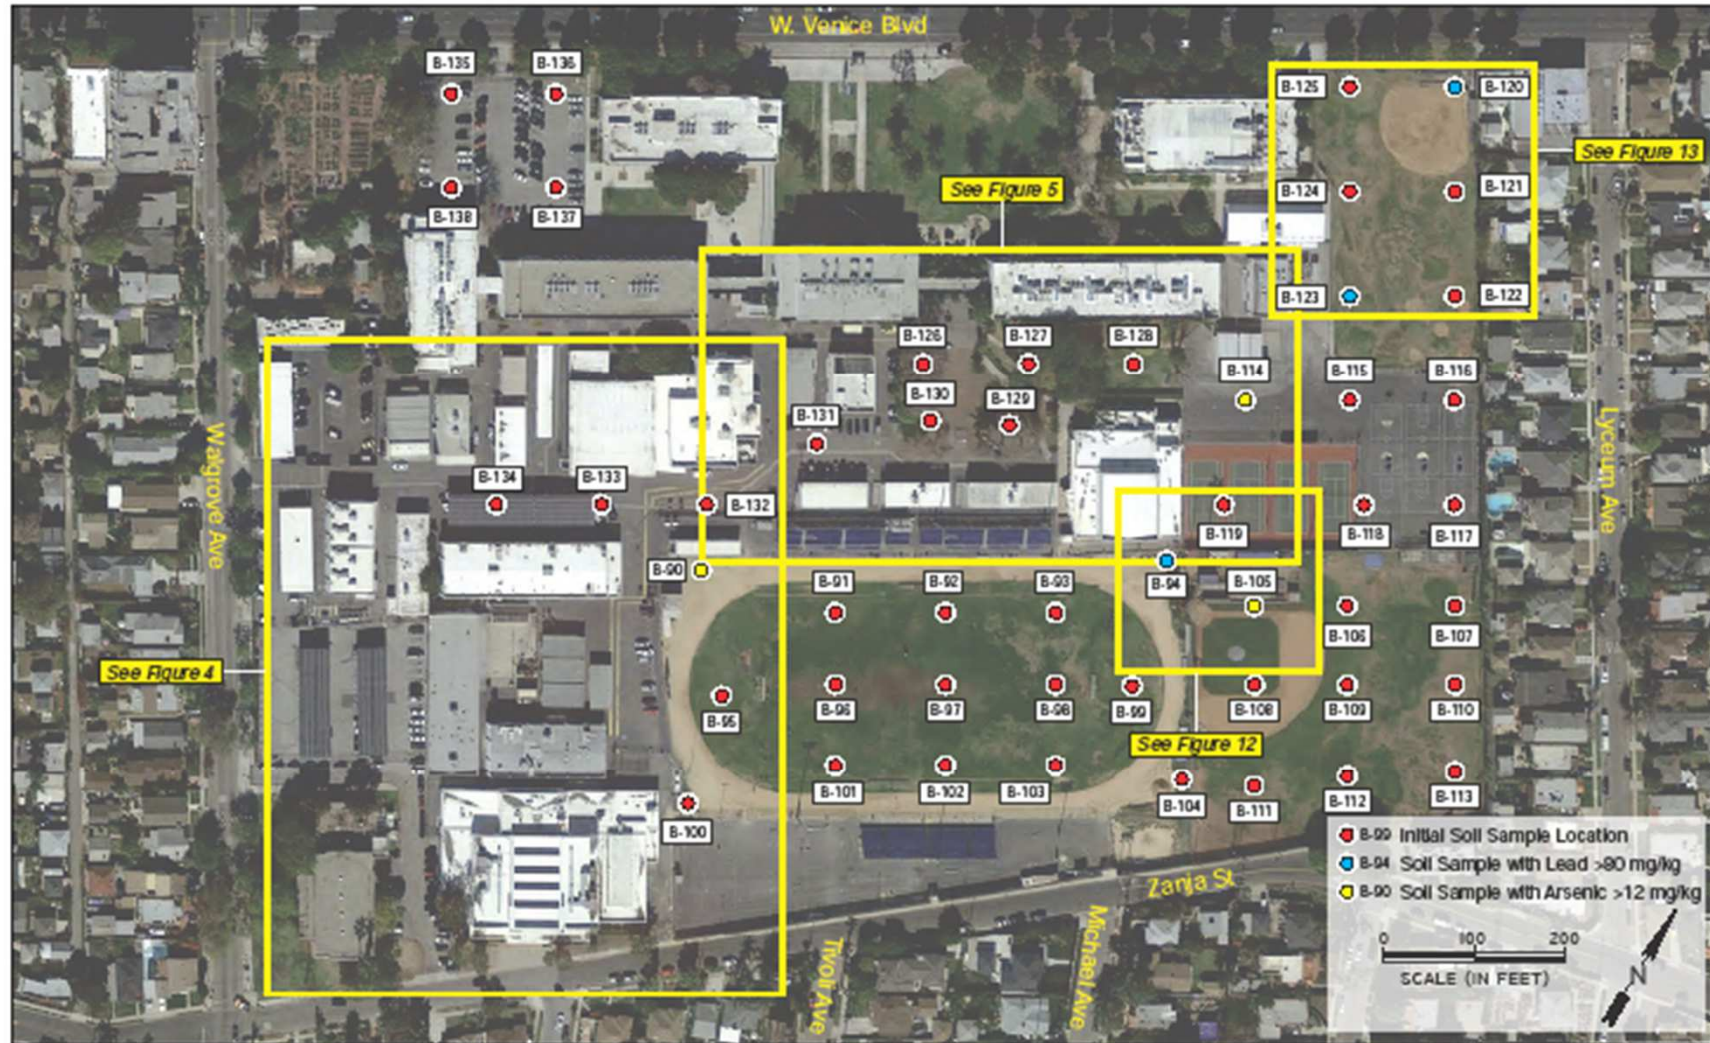 W. Venice Blvd
B-135
B-136
B-125
B-120
See Figure 13
B-138
B-137
See Figure 5
B-124
B-121
B-123
B-122
B-126
B-127
B-128
B-114
B-115
B-116
B-130
B-129
B-131
Walgrove Ave
Lyceum Ave
B-134
B-133
B-132
B-119
B-118
B-117
B-90
B-91
B-92
B-93
B-94
B-105
B-106
B-107
See Figure 4
B-95
B-96
B-97
B-98
B-99
B-108
B-109
B-110
See Figure 12
B-101
B-102
B-103
B-104
B-111
B-112
B-113
B-100
Zanja St
Tivoli Ave
Michael Ave
B-99 Initial Soil Sample Location
B-94 Soil Sample with Lead >80 mg/kg
B-90 Soil Sample with Arsenic >12 mg/kg
0 100 200
SCALE (IN FEET)
N